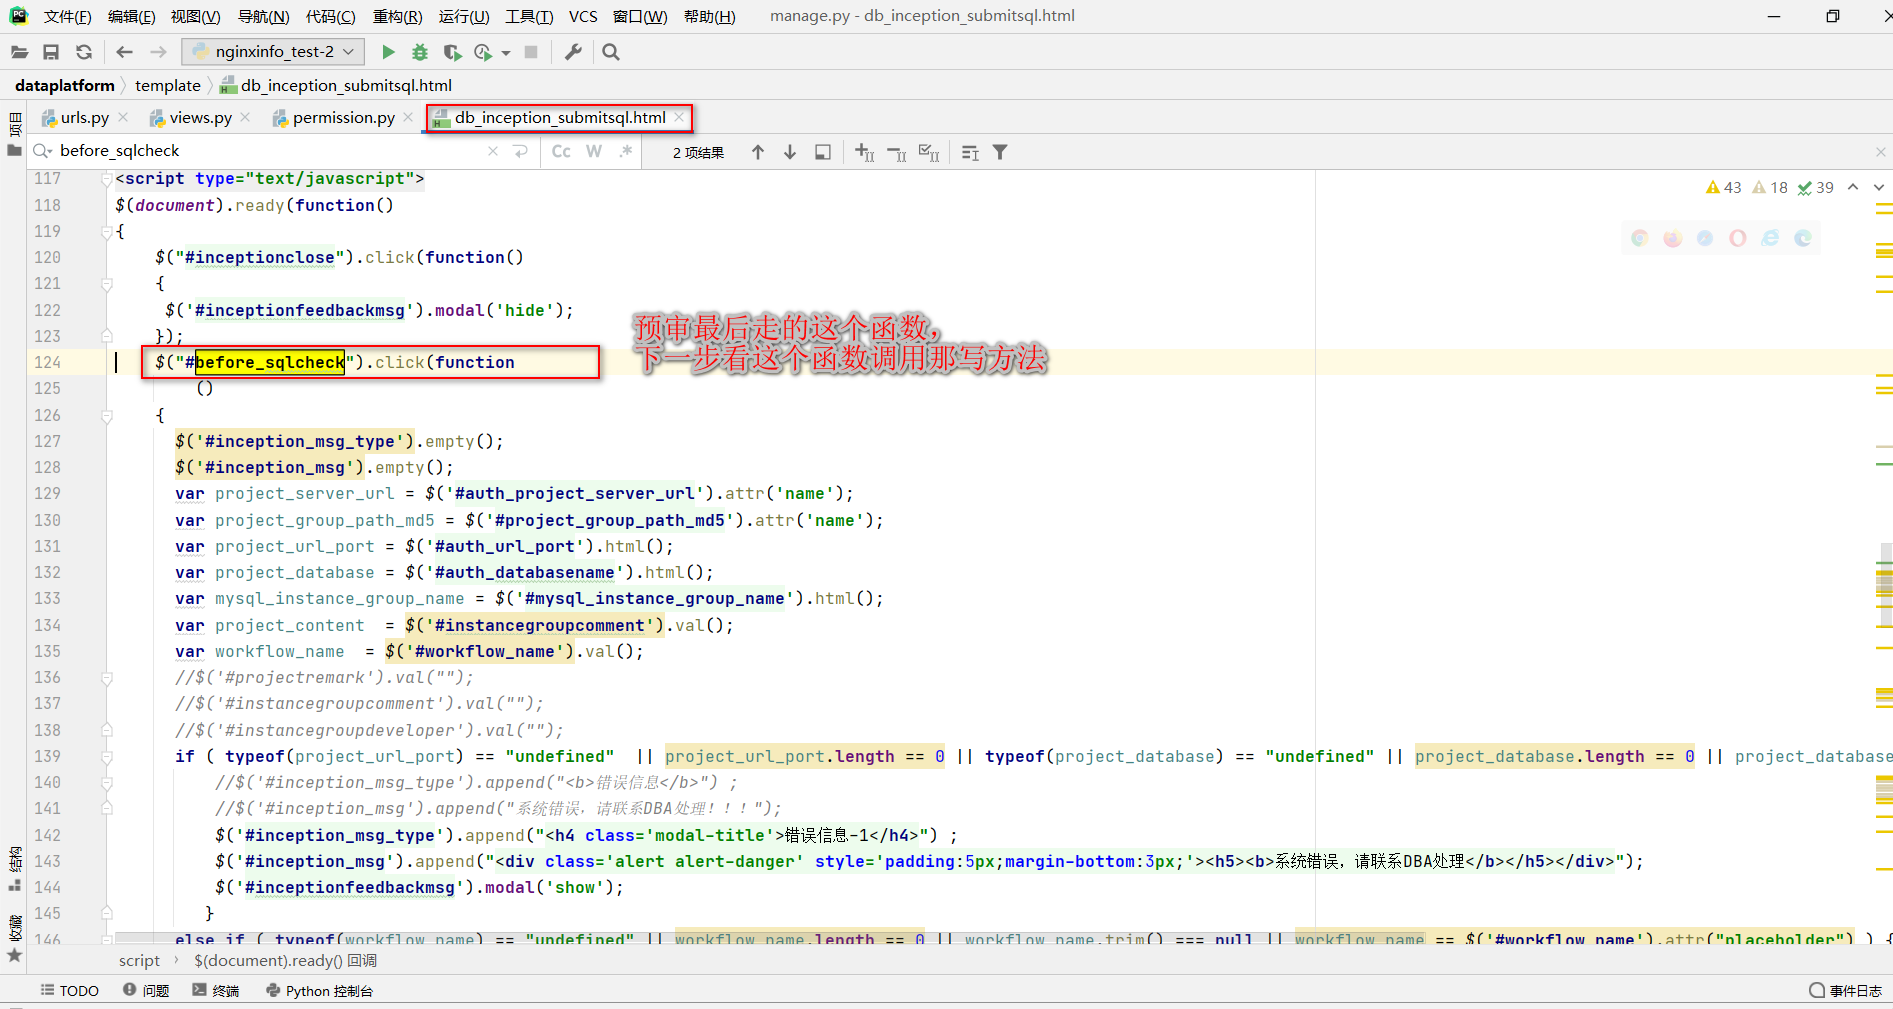 文件(F) 编辑(E) 视图(V) 导航(N) 代码(C) 重构(R) 运行(U) 工具(T) VCS 窗口(W) 帮助(H) manage.py - db_inception_submitsql.html
nginxinfo_test-2
dataplatform template db_inception_submitsql.html
项目
urls.py views.py permission.py db_inception_submitsql.html
before_sqlcheck Cc W .* 2 项结果
43 18 39
117 <script type="text/javascript">
118 $(document).ready(function()
119 {
120 $("#inceptionclose").click(function()
121 {
122 $('#inceptionfeedbackmsg').modal('hide');
123 });
预审最后走的这个函数,
124 $("#before_sqlcheck").click(function
下一步看这个函数调用那写方法
125 ()
126 {
127 $('#inception_msg_type').empty();
128 $('#inception_msg').empty();
129 var project_server_url = $('#auth_project_server_url').attr('name');
130 var project_group_path_md5 = $('#project_group_path_md5').attr('name');
131 var project_url_port = $('#auth_url_port').html();
132 var project_database = $('#auth_databasename').html();
133 var mysql_instance_group_name = $('#mysql_instance_group_name').html();
134 var project_content  = $('#instancegroupcomment').val();
135 var workflow_name  = $('#workflow_name').val();
136 //$('#projectremark').val("");
137 //$('#instancegroupcomment').val("");
138 //$('#instancegroupdeveloper').val("");
139 if ( typeof(project_url_port) == "undefined"  || project_url_port.length == 0 || typeof(project_database) == "undefined" || project_database.length == 0 || project_database
140 //$('#inception_msg_type').append("<b>错误信息</b>") ;
141 //$('#inception_msg').append("系统错误, 请联系DBA处理!!!");
142 $('#inception_msg_type').append("<h4 class='modal-title'>错误信息-1</h4>") ;
143 $('#inception_msg').append("<div class='alert alert-danger' style='padding:5px;margin-bottom:3px;'><h5><b>系统错误, 请联系DBA处理</b></h5></div>");
144 $('#inceptionfeedbackmsg').modal('show');
145 }
146 else if ( typeof(workflow_name) == "undefined" || workflow_name.length == 0 || workflow_name.trim() === null || workflow_name == $('#workflow_name').attr("placeholder") ) {
结构
收藏
script $(document).ready() 回调
TODO 问题 终端 Python 控制台 事件日志